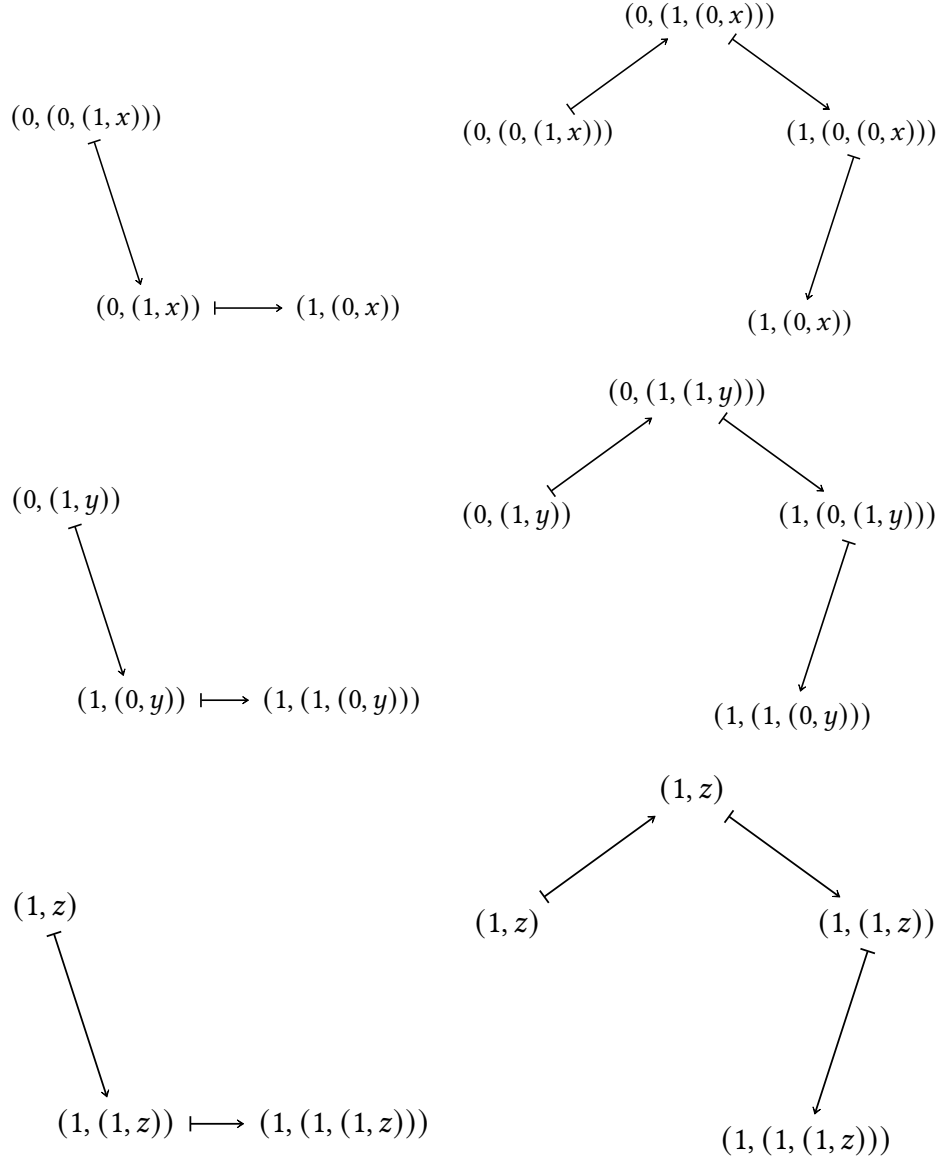 (0, (1, (0, x)))
(0, (0, (1, x)))
(0, (0, (1, x)))
(1, (0, (0, x)))
(0, (1, x))
(1, (0, x))
(1, (0, x))
(0, (1, (1, y)))
(0, (1, y))
(0, (1, y))
(1, (0, (1, y)))
(1, (0, y))
(1, (1, (0, y)))
(1, (1, (0, y)))
(1, z)
(1, z)
(1, z)
(1, (1, z))
(1, (1, z))
(1, (1, (1, z)))
(1, (1, (1, z)))